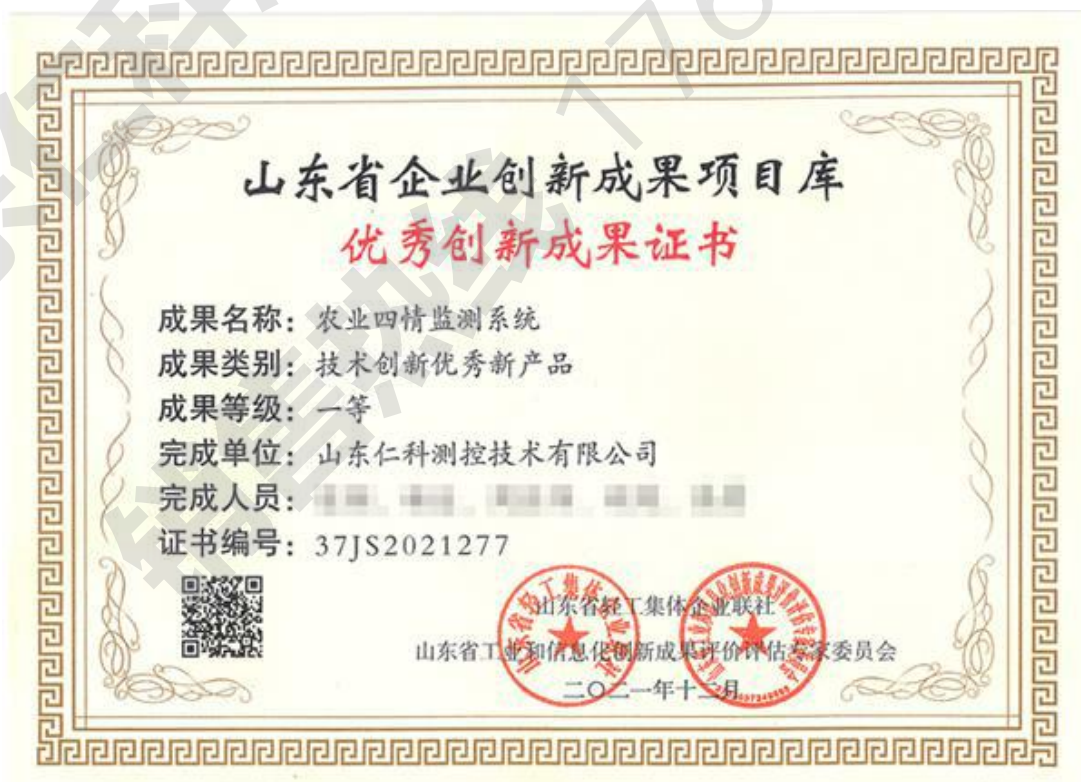 山东省企业创新成果项目库
优秀创新成果证书
成果名称：农业四情监测系统
成果类别：技术创新优秀新产品
成果等级：一等
完成单位：山东仁科测控技术有限公司
完成人员：
证书编号：37JS2021277
山东省轻工集体企业联社
山东省工业和信息化创新成果评价评估专家委员会
二〇二一年十二月
销售热线 176